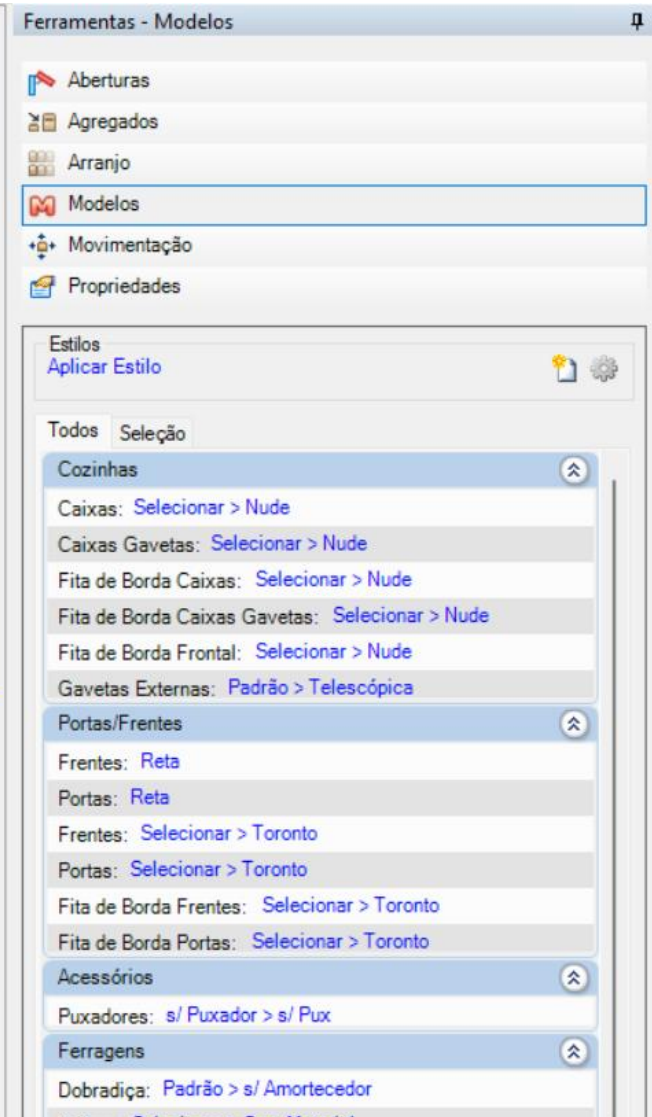 Ferramentas - Modelos
Aberturas
Agregados
Arranjo
Modelos
Movimentação
Propriedades
Estilos
Aplicar Estilo
Todos Seleção
Cozinhas
Caixas: Selecionar > Nude
Caixas Gavetas: Selecionar > Nude
Fita de Borda Caixas: Selecionar > Nude
Fita de Borda Caixas Gavetas: Selecionar > Nude
Fita de Borda Frontal: Selecionar > Nude
Gavetas Externas: Padrão > Telescópica
Portas/Frentes
Frentes: Reta
Portas: Reta
Frentes: Selecionar > Toronto
Portas: Selecionar > Toronto
Fita de Borda Frentes: Selecionar > Toronto
Fita de Borda Portas: Selecionar > Toronto
Acessórios
Puxadores: s/ Puxador > s/ Pux
Ferragens
Dobradiça: Padrão > s/ Amortecedor